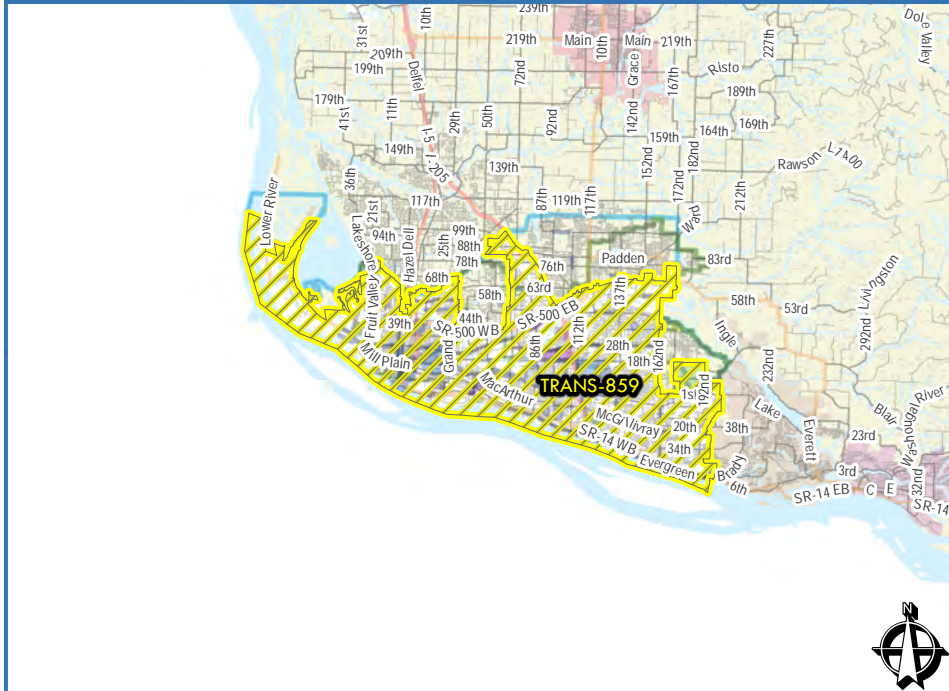 239th
Dole Valley
10th
31st
219th
Main
10th
Main
219th
227th
209th
199th
Delfel
72nd
Grace
167th
Risto
189th
179th
41st
11th
29th
50th
92nd
142nd
159th
164th
169th
149th
I-5
I-205
139th
152nd
182nd
Rawson
L1400
36th
172nd
212th
Lower River
21st
117th
87th
119th
117th
Ward
Lakeshore
94th
Hazel Dell
25th
99th
88th
78th
76th
Padden
83rd
68th
63rd
58th
137th
58th
53rd
Livingston
292nd
Fruit Valley
39th
44th
SR-500 WB
SR-500 EB
112th
86th
28th
18th
162nd
Ingle
232nd
Mill Plain
Grand
MacArthur
TRANS-859
1st
192nd
Lake
Blair
Washougal River
McGillivray
20th
38th
Everett
23rd
SR-14 WB
34th
Evergreen
Brady
6th
3rd
SR-14 EB
C
E
32nd
SR-14
N